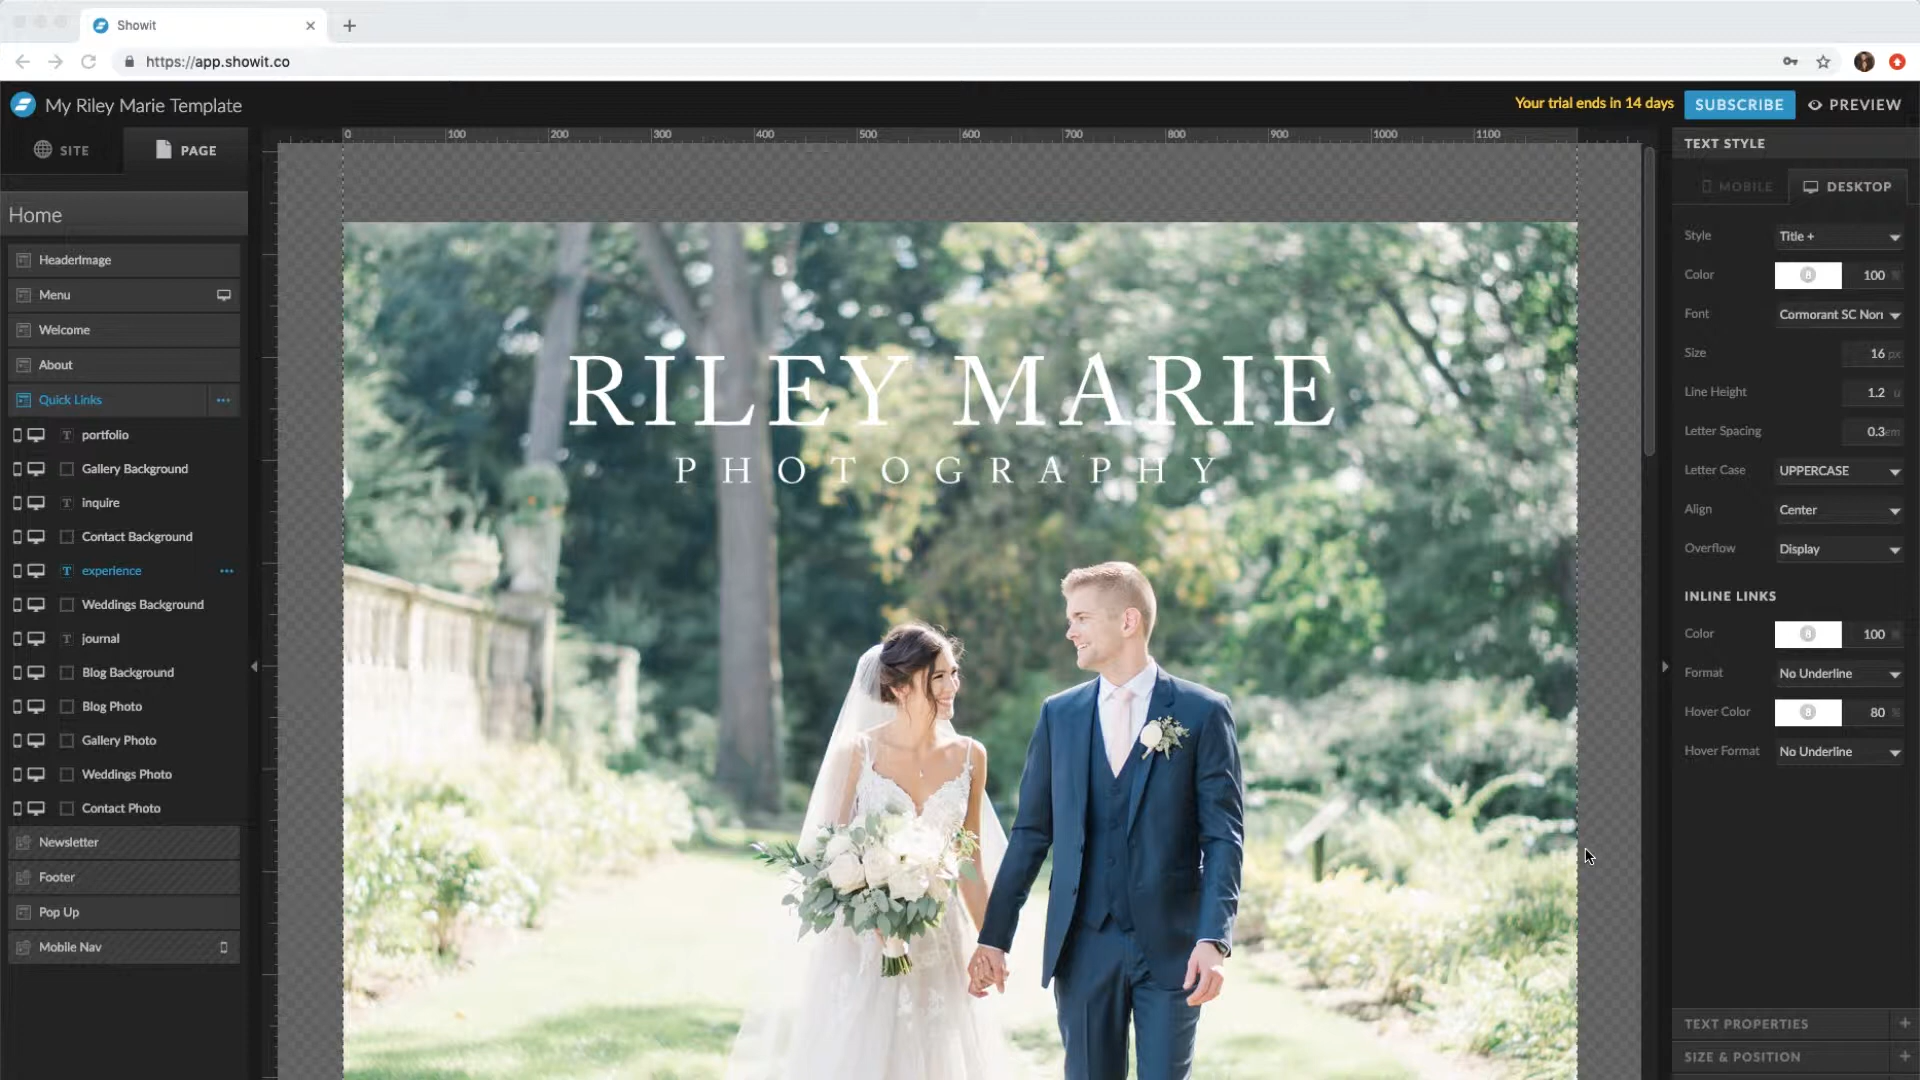 Showit
https://app.showit.co
My Riley Marie Template
Your trial ends in 14 days
SUBSCRIBE
PREVIEW
SITE
PAGE
0 100 200 300 400 500 600 700 800 900 1000 1100
TEXT STYLE
MOBILE
DESKTOP
Home
HeaderImage
Menu
Welcome
About
Quick Links
portfolio
Gallery Background
inquire
Contact Background
experience
Weddings Background
journal
Blog Background
Blog Photo
Gallery Photo
Weddings Photo
Contact Photo
Newsletter
Footer
Pop Up
Mobile Nav
RILEY MARIE
PHOTOGRAPHY
Style Title +
Color 8 100 %
Font Cormorant SC Nor
Size 16 px
Line Height 1.2 u
Letter Spacing 0.3em
Letter Case UPPERCASE
Align Center
Overflow Display
INLINE LINKS
Color 8 100 %
Format No Underline
Hover Color 8 80 %
Hover Format No Underline
TEXT PROPERTIES +
SIZE & POSITION +